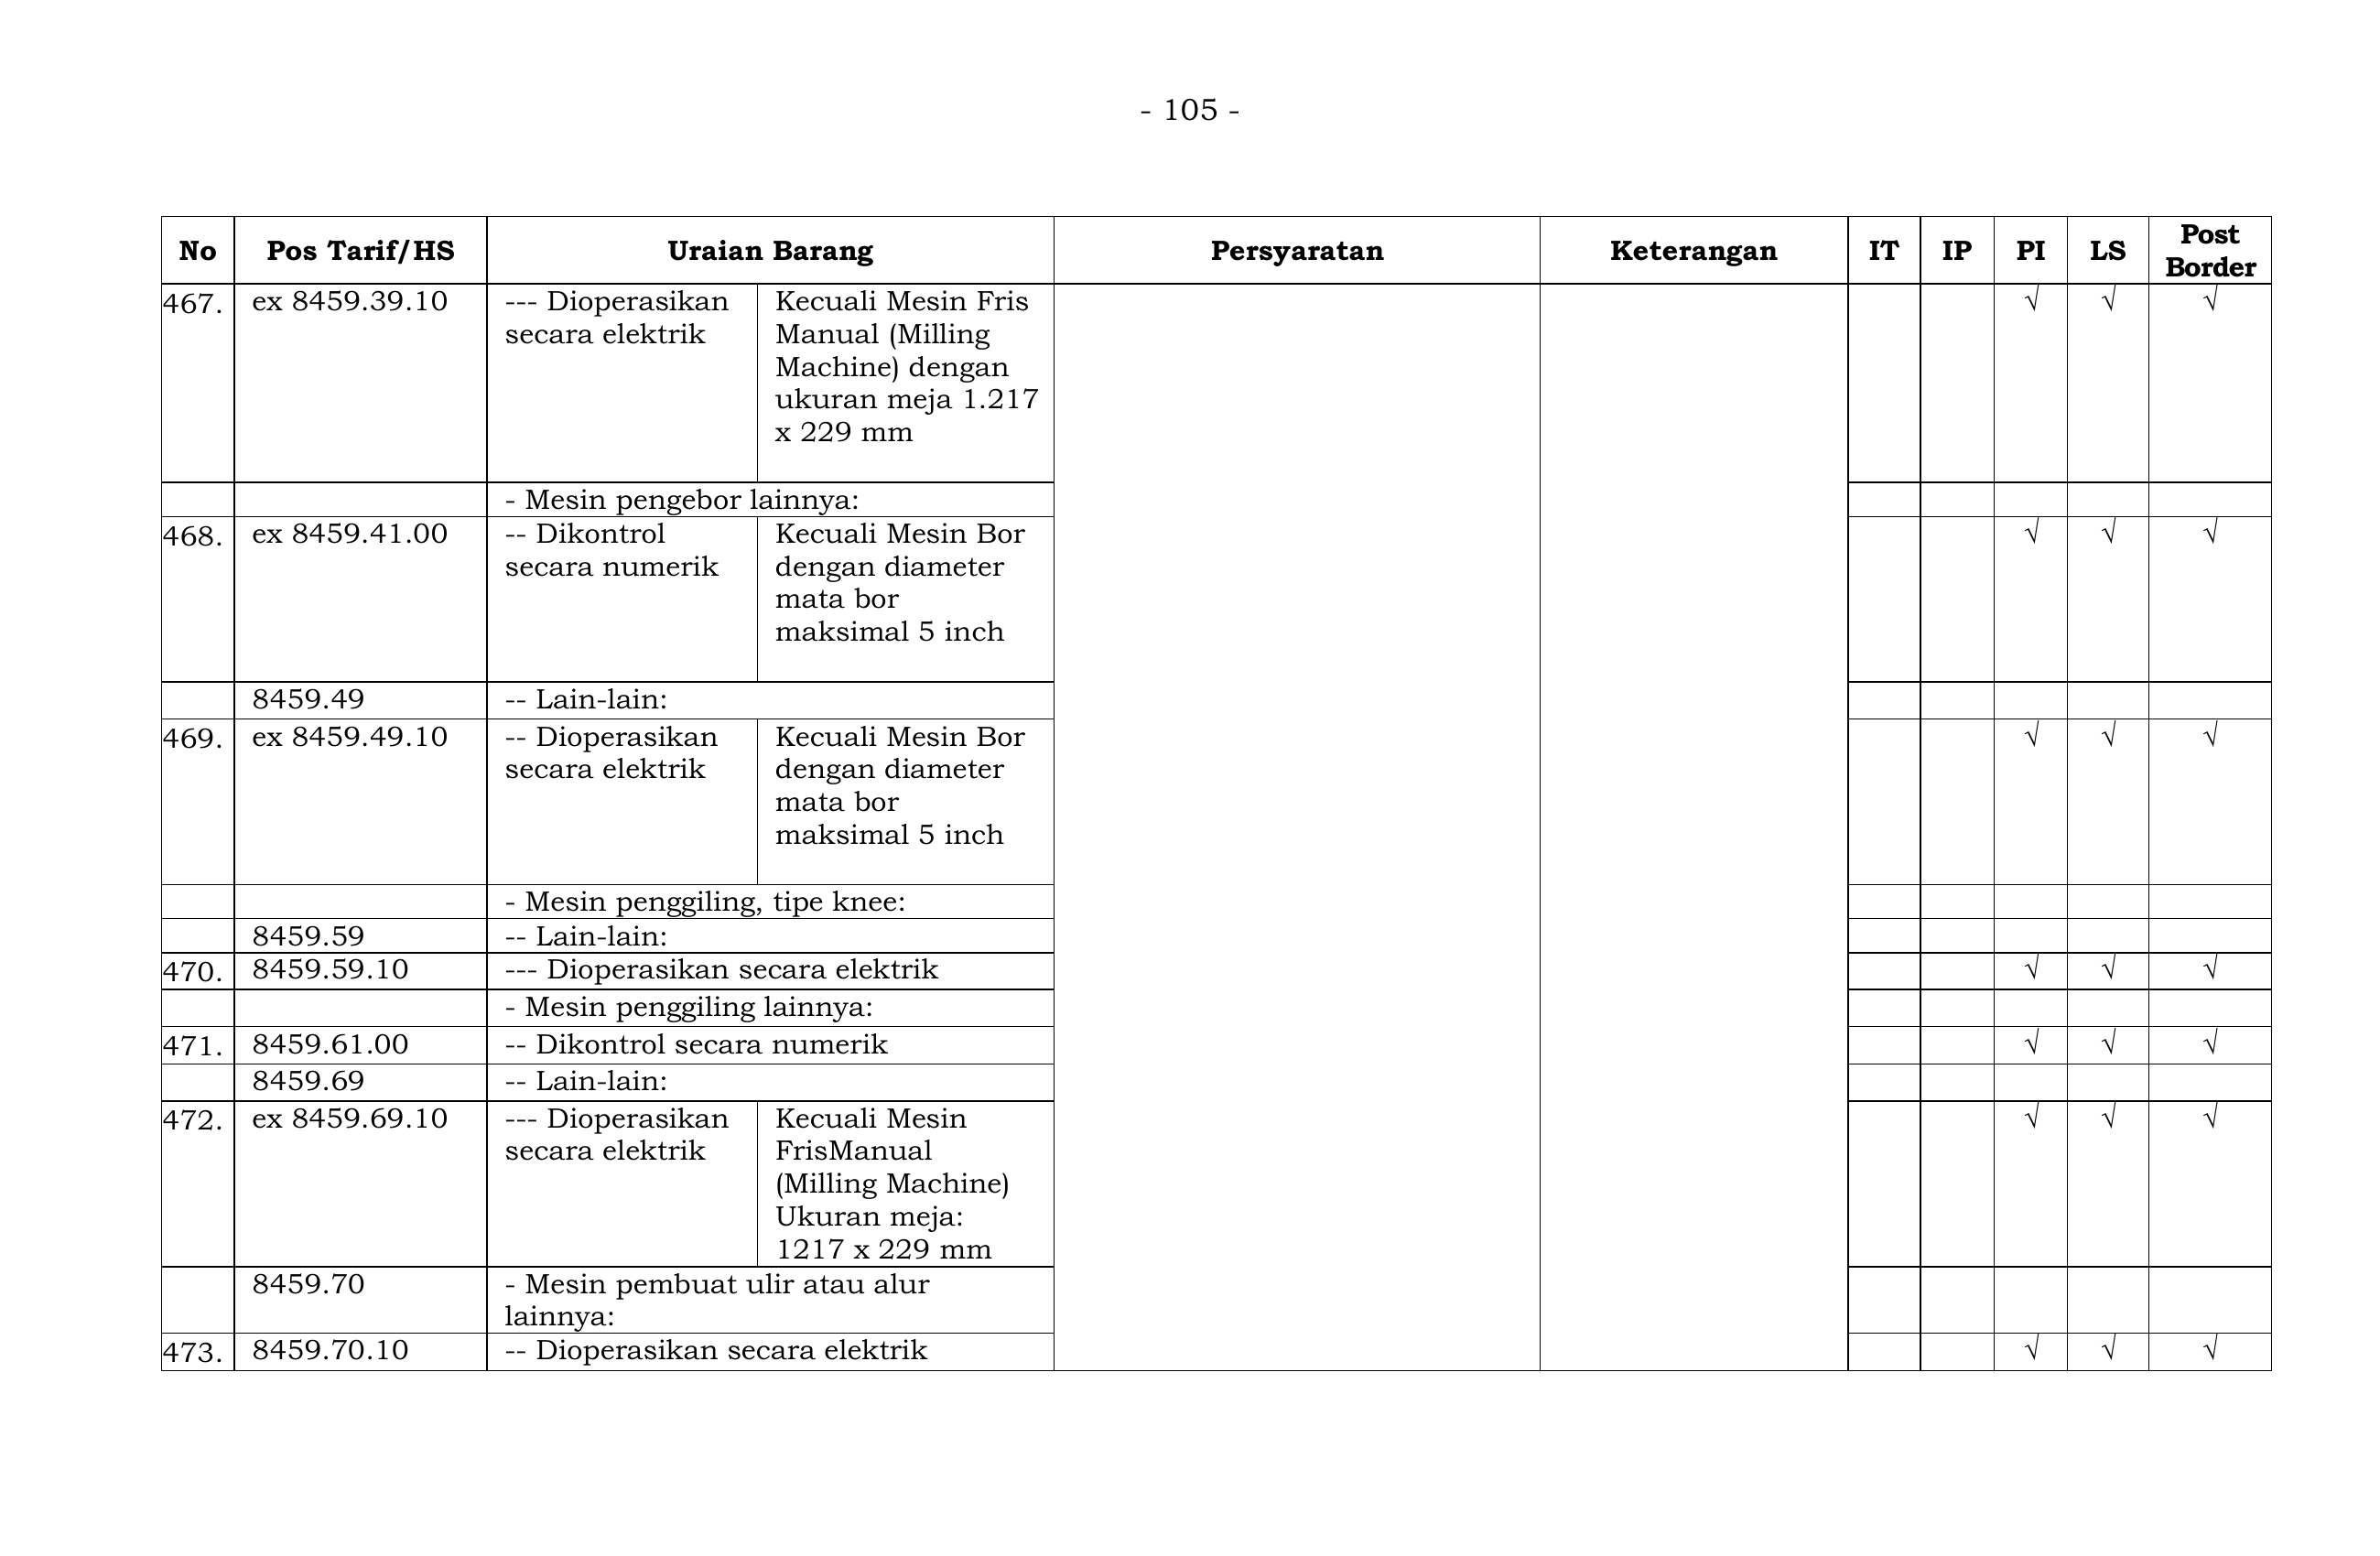 - 105 -
No Pos Tarif/HS Uraian Barang Persyaratan Keterangan IT IP PI LS Post Border
467. ex 8459.39.10 --- Dioperasikan Kecuali Mesin Fris √ √ √
secara elektrik Manual (Milling
Machine) dengan
ukuran meja 1.217
x 229 mm
- Mesin pengebor lainnya:
468. ex 8459.41.00 -- Dikontrol Kecuali Mesin Bor √ √ √
secara numerik dengan diameter
mata bor
maksimal 5 inch
8459.49 -- Lain-lain:
469. ex 8459.49.10 -- Dioperasikan Kecuali Mesin Bor √ √ √
secara elektrik dengan diameter
mata bor
maksimal 5 inch
- Mesin penggiling, tipe knee:
8459.59 -- Lain-lain:
470. 8459.59.10 --- Dioperasikan secara elektrik √ √ √
- Mesin penggiling lainnya:
471. 8459.61.00 -- Dikontrol secara numerik √ √ √
8459.69 -- Lain-lain:
472. ex 8459.69.10 --- Dioperasikan Kecuali Mesin √ √ √
secara elektrik FrisManual
(Milling Machine)
Ukuran meja:
1217 x 229 mm
8459.70 - Mesin pembuat ulir atau alur
lainnya:
473. 8459.70.10 -- Dioperasikan secara elektrik √ √ √